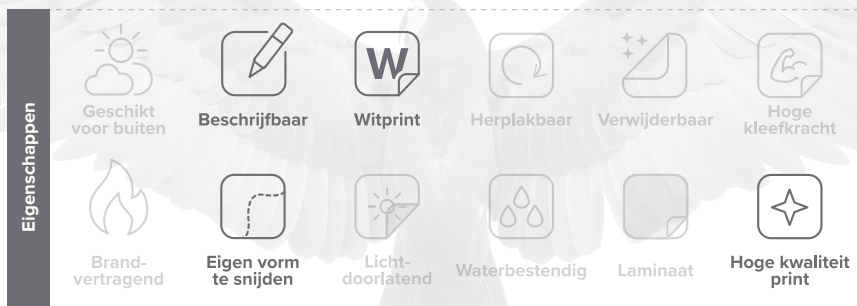 Eigenschappen
Geschikt
voor buiten
Beschrijfbaar
W
Witprint
Herplakbaar
Verwijderbaar
Hoge
kleefkracht
Brand-
vertragend
Eigen vorm
te snijden
Licht-
doorlatend
Waterbestendig
Laminaat
Hoge kwaliteit
print